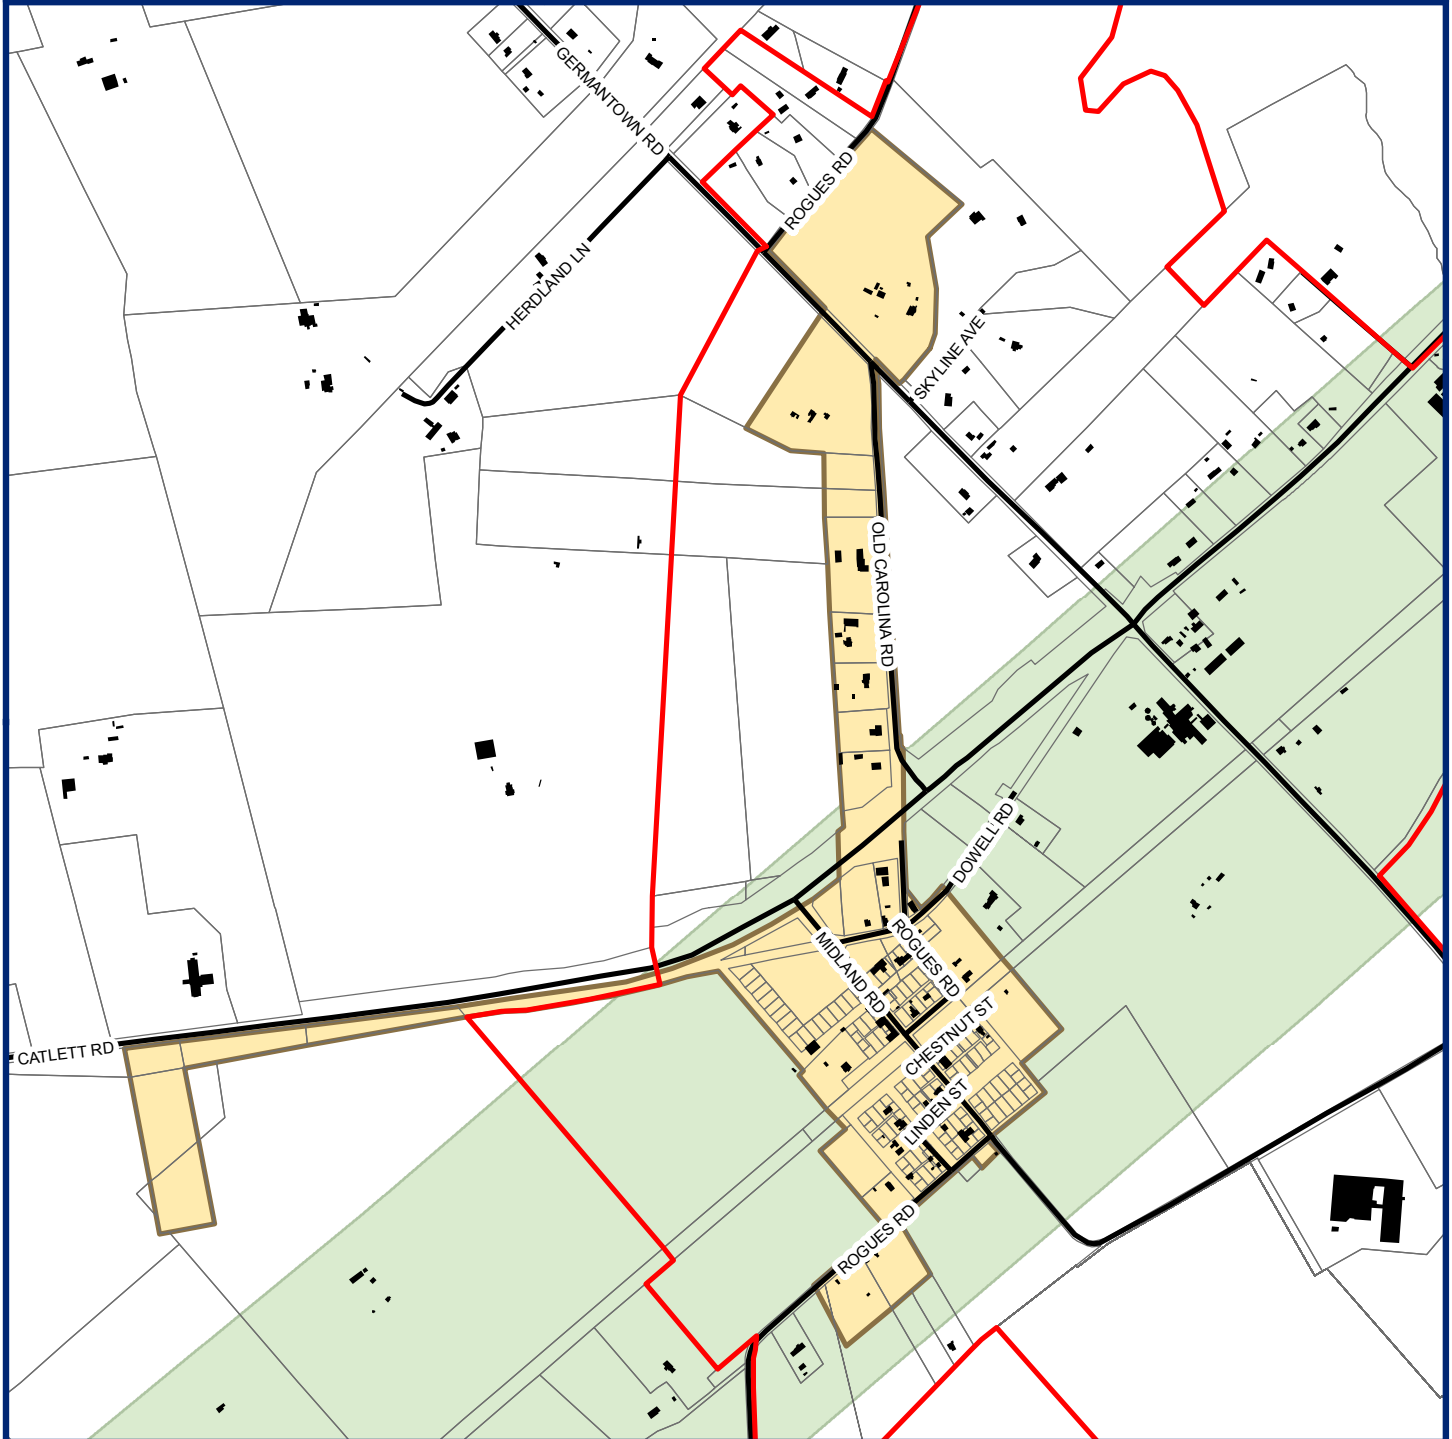 GERMANTOWN RD
ROGUES RD
HERDLAND LN
SKYLINE AVE
OLD CAROLINA RD
DOWELL RD
MIDLAND RD
ROGUES RD
CHESTNUT ST
CATLETT RD
LINDEN ST
ROGUES RD